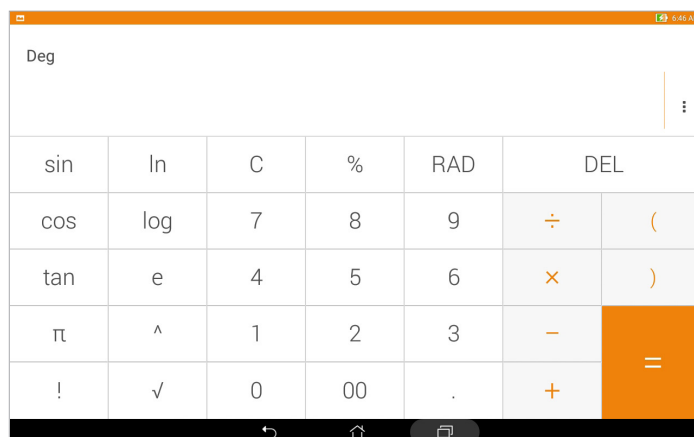 6:46 A
Deg
sin ln C % RAD DEL
cos log 7 8 9 ÷ (
tan e 4 5 6 × )
π ^ 1 2 3 −
! √ 0 00 . + =